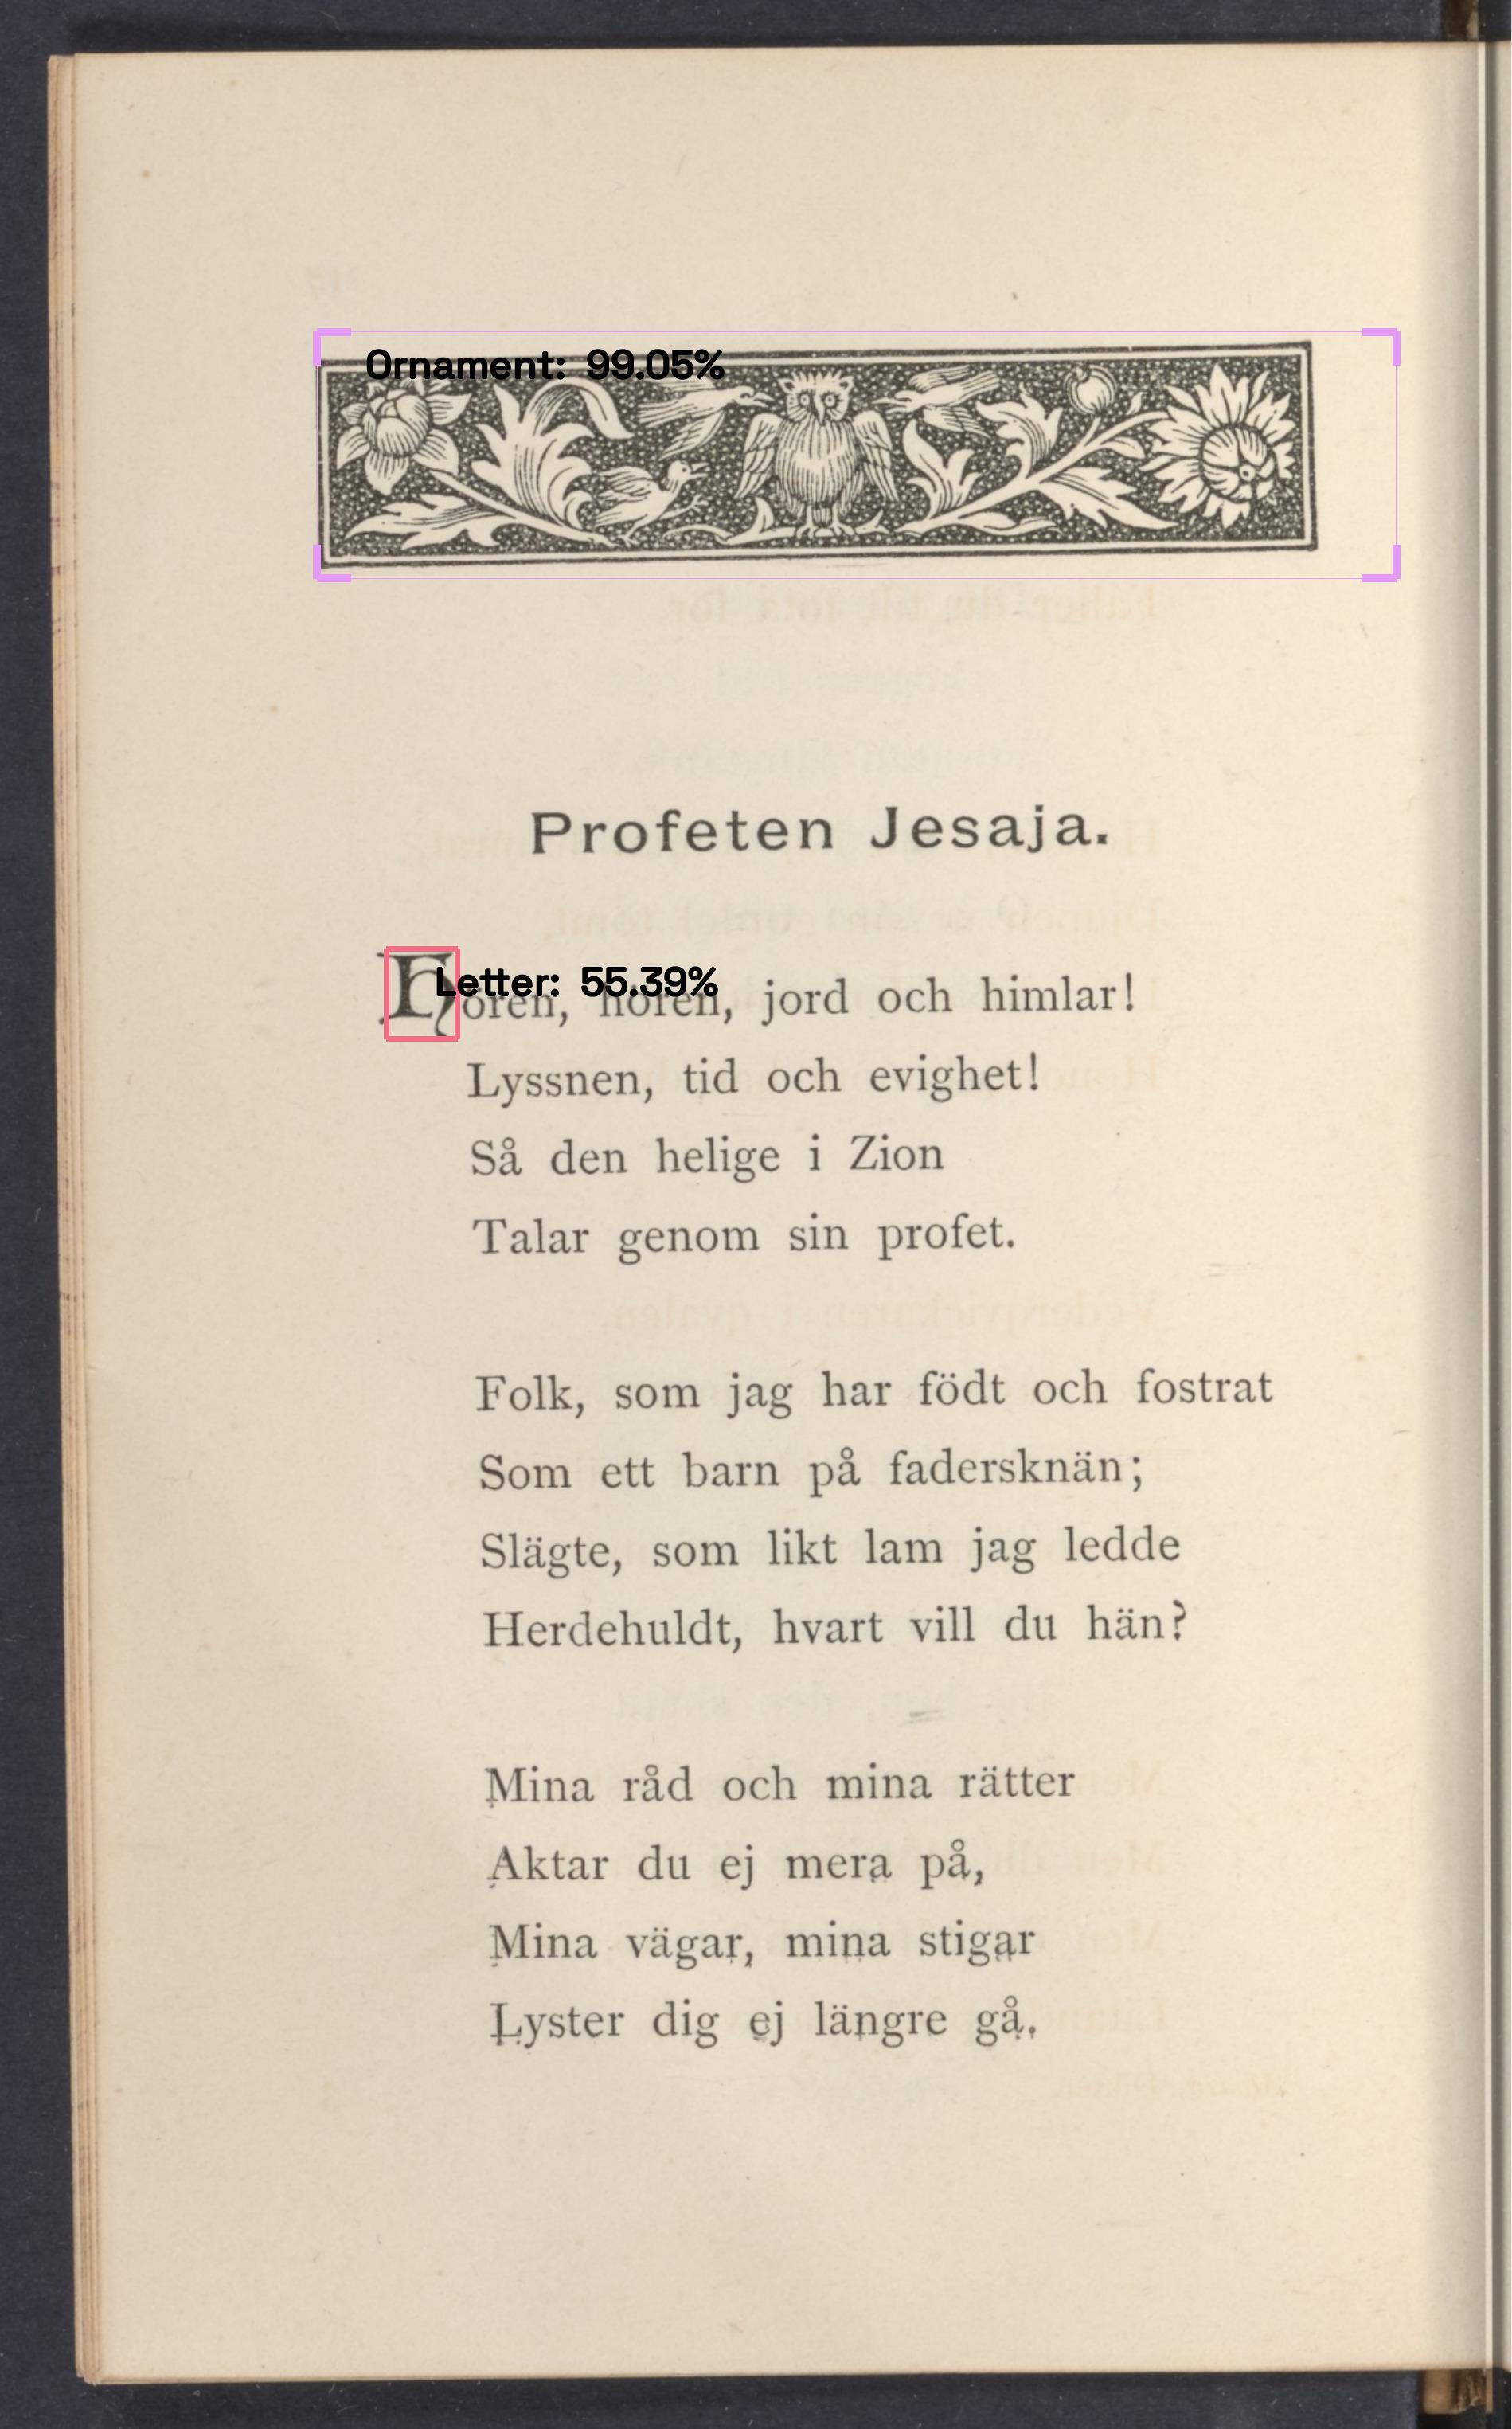 Ornament: 99.05%
Profeten Jesaja.
Letter: 55.39%
Hören, hören, jord och himlar!
Lyssnen, tid och evighet!
Så den helige i Zion
Talar genom sin profet.
Folk, som jag har födt och fostrat
Som ett barn på fadersknän;
Slägte, som likt lam jag ledde
Herdehuldt, hvart vill du hän?
Mina råd och mina rätter
Aktar du ej mera på,
Mina vägar, mina stigar
Lyster dig ej längre gå.